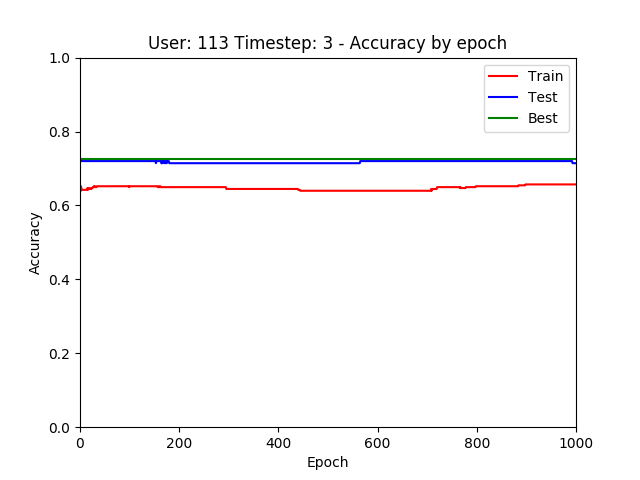 User: 113 Timestep: 3 - Accuracy by epoch
Train
Test
Best
1.0
0.8
0.6
0.4
0.2
0.0
Accuracy
0 200 400 600 800 1000
Epoch